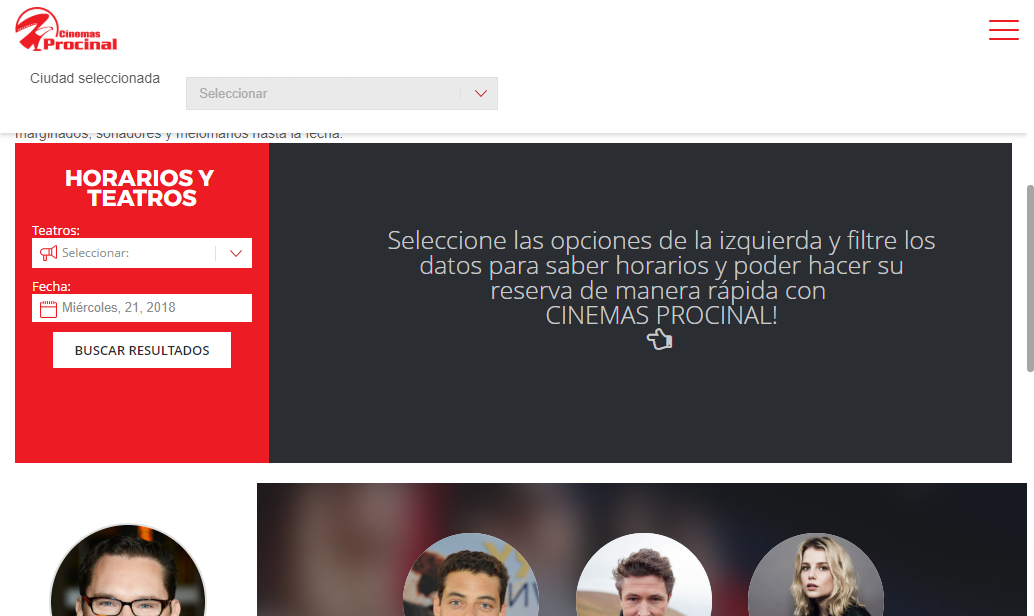 Cinemas
Procinal
Ciudad seleccionada
Seleccionar
marginados, soñadores y melómanos hasta la fecha.
HORARIOS Y
TEATROS
Teatros:
Seleccionar:
Fecha:
Miércoles, 21, 2018
BUSCAR RESULTADOS
Seleccione las opciones de la izquierda y filtre los
datos para saber horarios y poder hacer su
reserva de manera rápida con
CINEMAS PROCINAL!